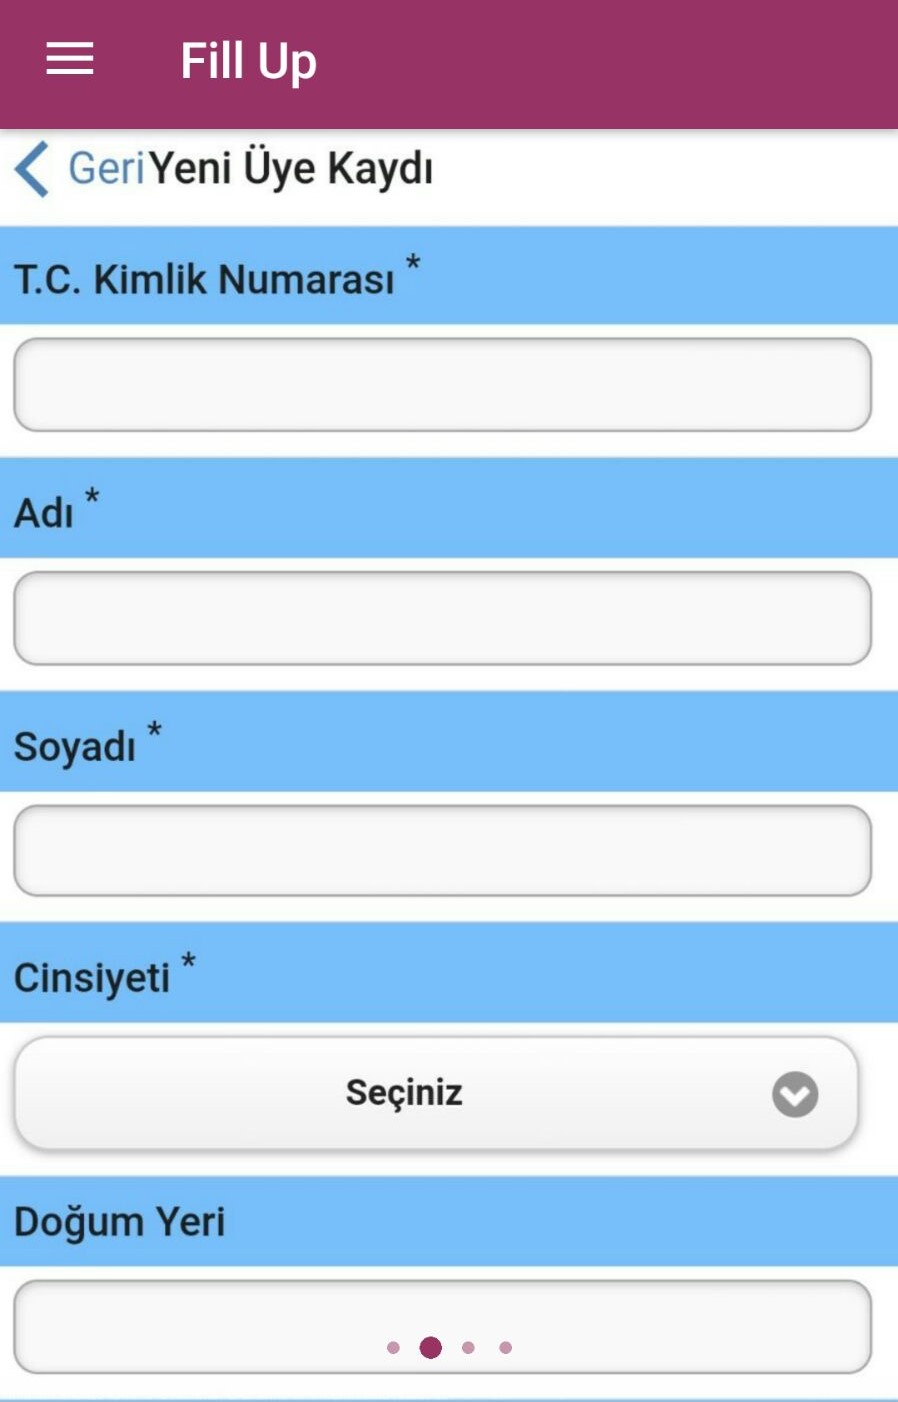 Fill Up
Geri Yeni Üye Kaydı
T.C. Kimlik Numarası *
Adı *
Soyadı *
Cinsiyeti *
Seçiniz
Doğum Yeri